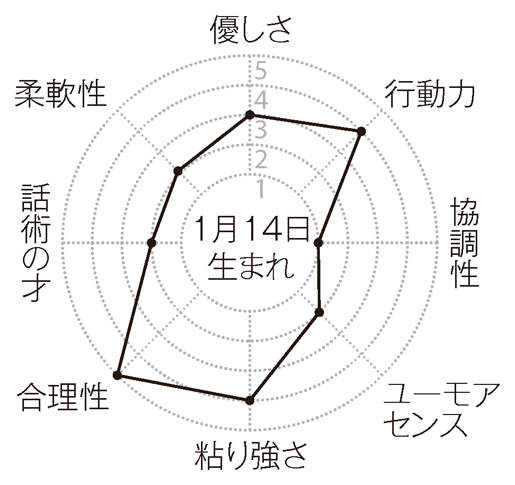 優しさ
行動力
協調性
ユーモア
センス
粘り強さ
合理性
話術の才
柔軟性
5
4
3
2
1
1月14日
生まれ